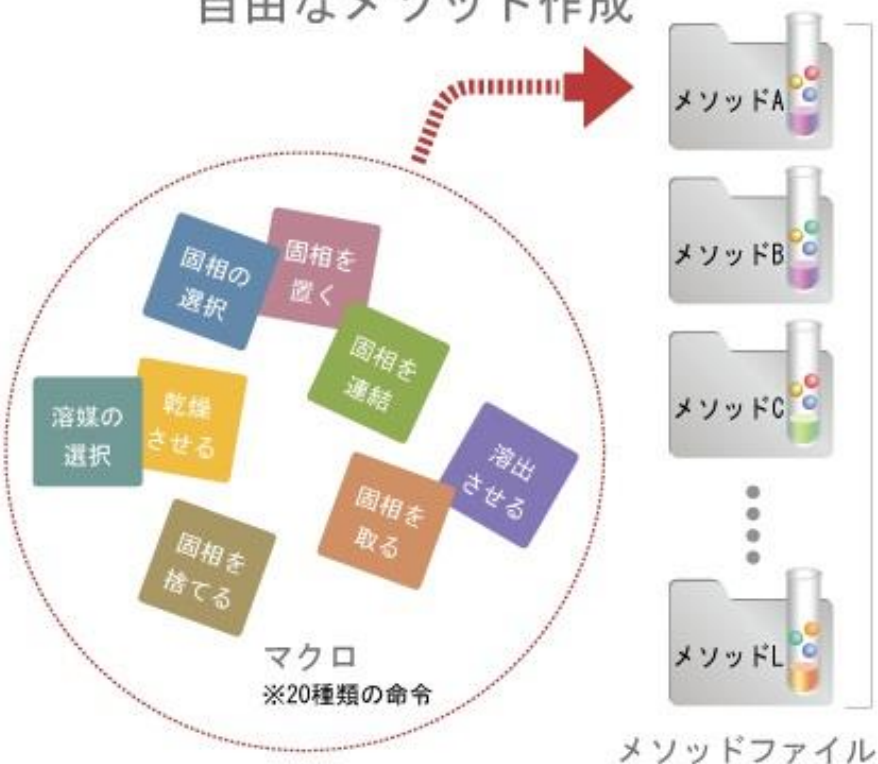 自由なメソッド作成
メソッドA
固相の
選択
固相を
置く
メソッドB
固相を
連結
メソッドC
溶媒の
選択
乾燥
させる
溶出
させる
固相を
取る
固相を
捨てる
マクロ
※20種類の命令
メソッドL
メソッドファイル